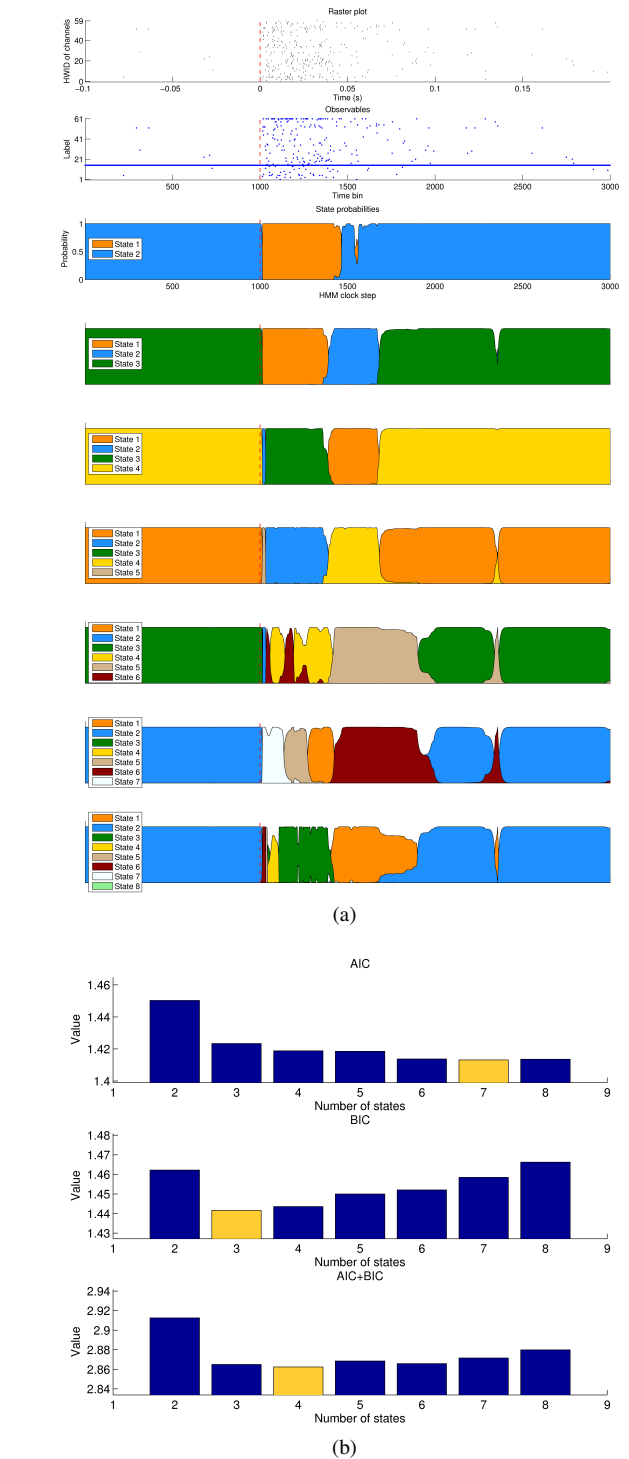 Raster plot
HWID of channels
59
40
20
0
−0.1
−0.05
0
0.05
0.1
0.15
Time (s)
Observables
Label
61
41
21
1
500
1000
1500
2000
2500
3000
Time bin
State probabilities
Probability
1
0.5
0
State 1
State 2
500
1000
1500
2000
2500
3000
HMM clock step
State 1
State 2
State 3
State 1
State 2
State 3
State 4
State 1
State 2
State 3
State 4
State 5
State 1
State 2
State 3
State 4
State 5
State 6
State 1
State 2
State 3
State 4
State 5
State 6
State 7
State 1
State 2
State 3
State 4
State 5
State 6
State 7
State 8
(a)
AIC
Value
1.46
1.44
1.42
1.4
1
2
3
4
5
6
7
8
9
Number of states
BIC
Value
1.48
1.47
1.46
1.45
1.44
1.43
1
2
3
4
5
6
7
8
9
Number of states
AIC+BIC
Value
2.94
2.92
2.9
2.88
2.86
2.84
1
2
3
4
5
6
7
8
9
Number of states
(b)